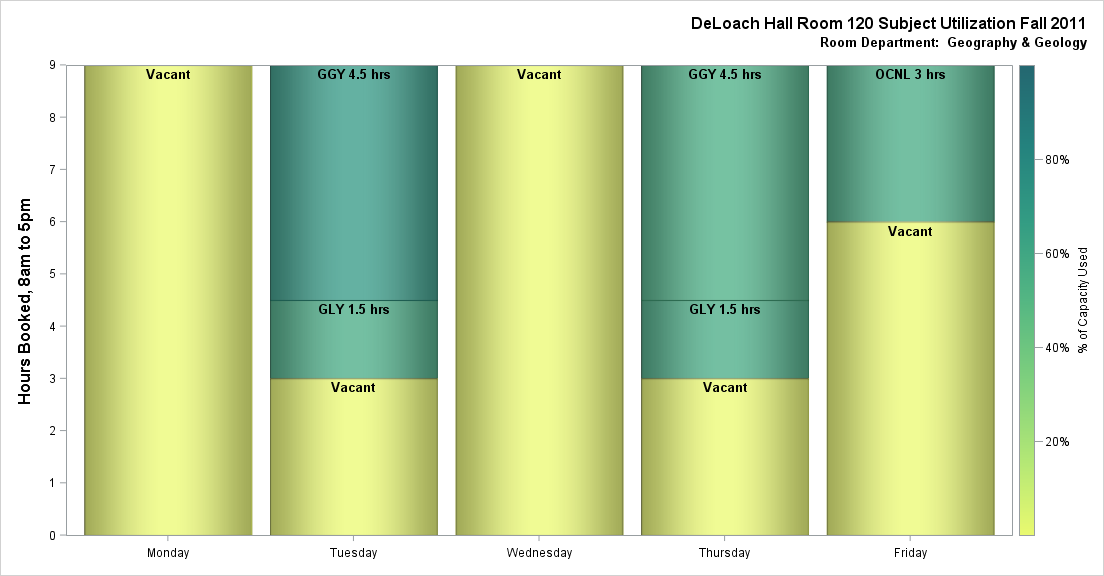 DeLoach Hall Room 120 Subject Utilization Fall 2011
Room Department: Geography & Geology
Hours Booked, 8am to 5pm
9
8
7
6
5
4
3
2
1
0
Vacant
GGY 4.5 hrs
GLY 1.5 hrs
Vacant
Vacant
GGY 4.5 hrs
GLY 1.5 hrs
Vacant
OCNL 3 hrs
Vacant
Monday
Tuesday
Wednesday
Thursday
Friday
80%
60%
40%
20%
% of Capacity Used